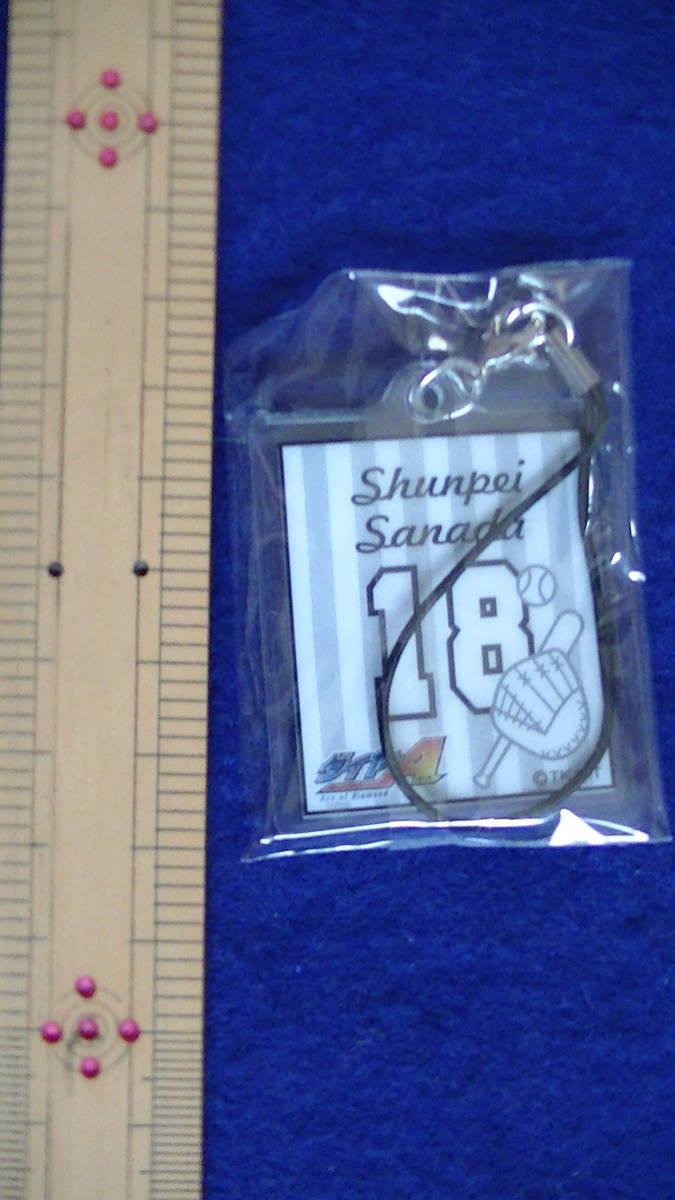 Shunpei
Sanada
18
ダイヤのA
Ace of Diamond